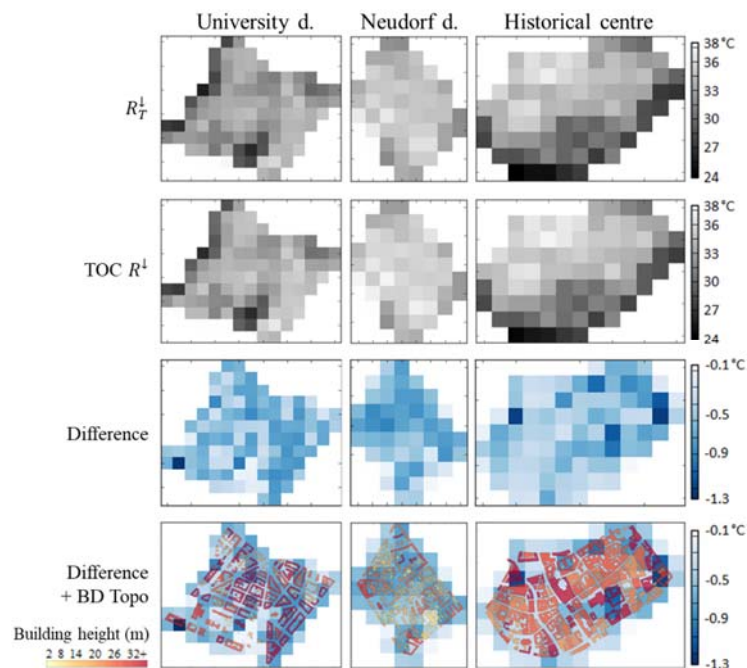 University d. Neudorf d. Historical centre
R_T^↓
38°C
36
33
30
27
24
TOC R^↓
38°C
36
33
30
27
24
Difference
-0.1°C
-0.5
-0.9
-1.3
Difference
+ BD Topo
-0.1°C
-0.5
-0.9
-1.3
Building height (m)
2 8 14 20 26 32+